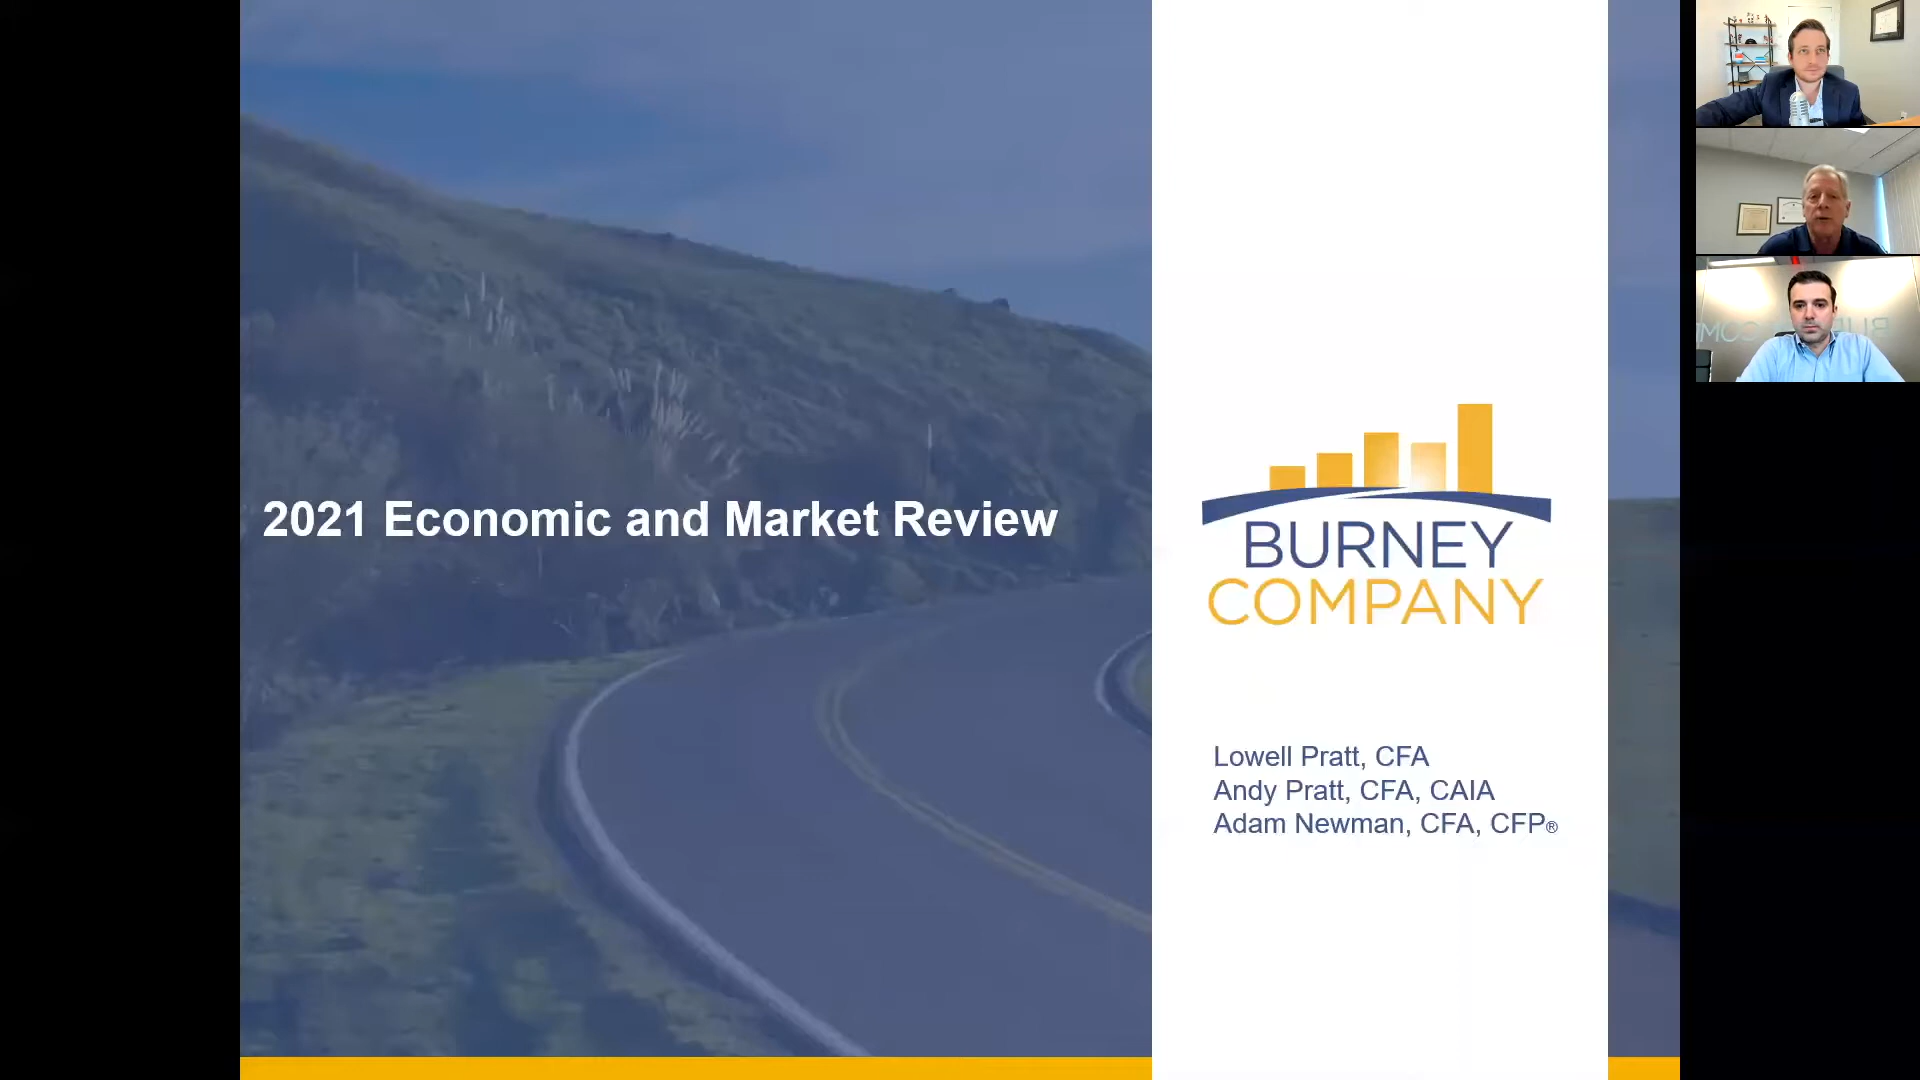 2021 Economic and Market Review
BURNEY
COMPANY
Lowell Pratt, CFA
Andy Pratt, CFA, CAIA
Adam Newman, CFA, CFP®